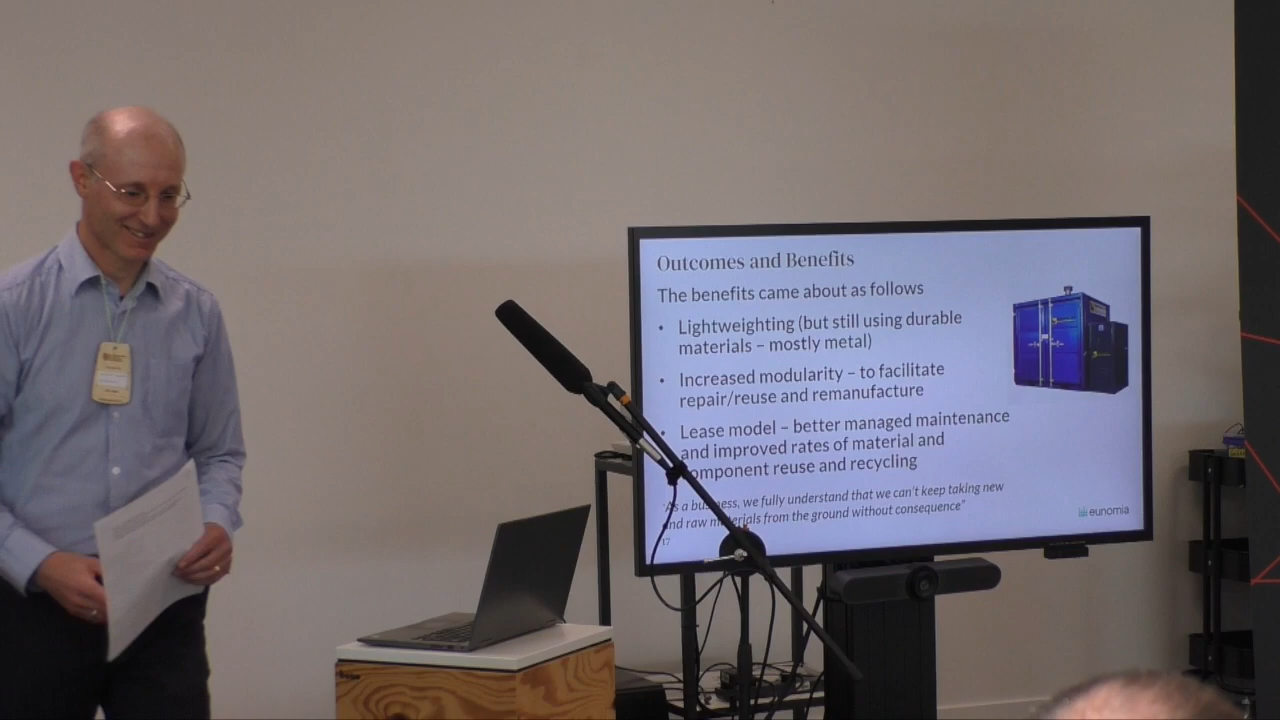 Outcomes and Benefits
The benefits came about as follows
• Lightweighting (but still using durable
materials – mostly metal)
• Increased modularity – to facilitate
repair/reuse and remanufacture
• Lease model – better managed maintenance
and improved rates of material and
component reuse and recycling
"As a business, we fully understand that we can't keep taking new
and raw materials from the ground without consequence"
17
eunomia